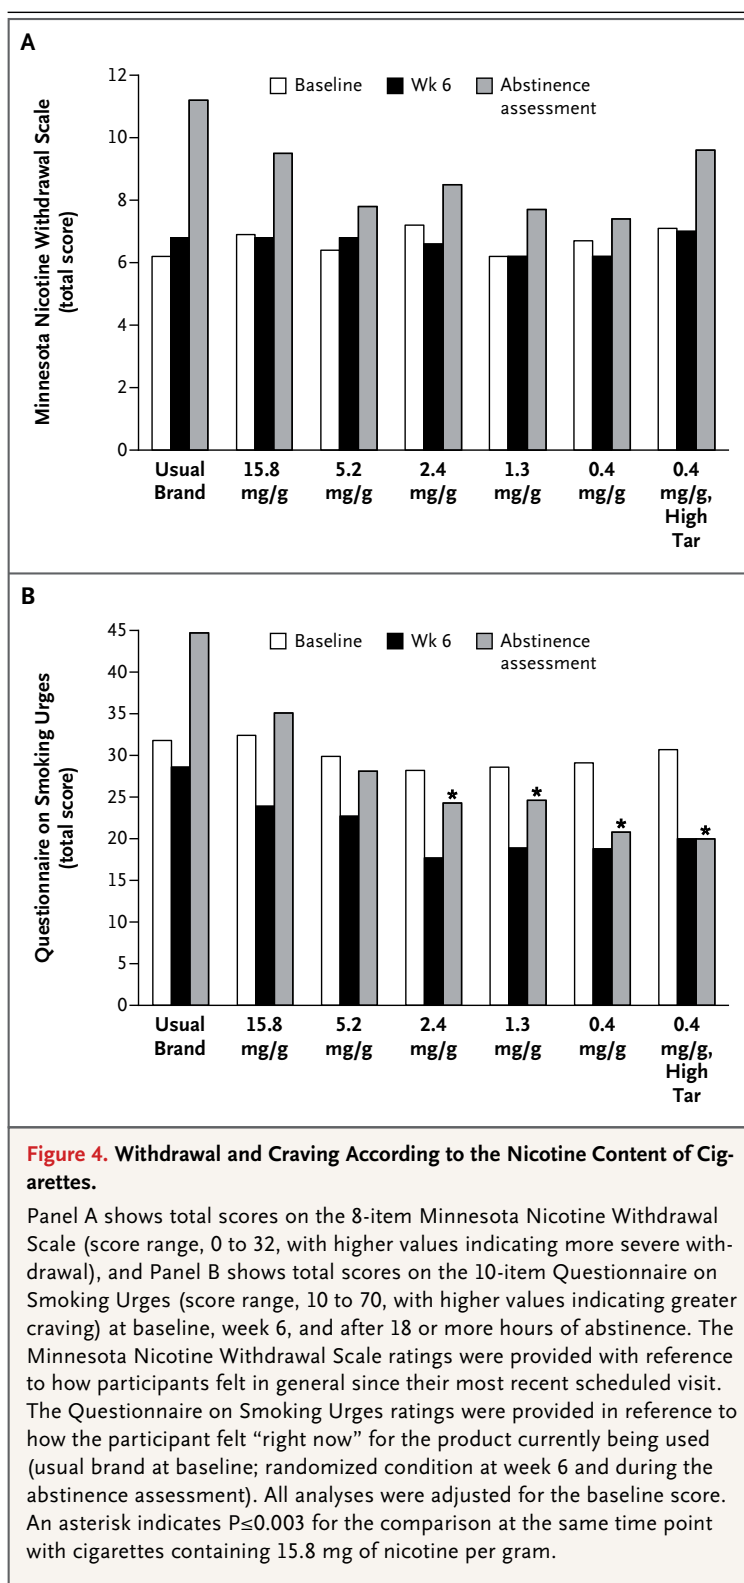 A
Minnesota Nicotine Withdrawal Scale
(total score)
12
10
8
6
4
2
0
Baseline
Wk 6
Abstinence
assessment
Usual
Brand
15.8
mg/g
5.2
mg/g
2.4
mg/g
1.3
mg/g
0.4
mg/g
0.4
mg/g,
High
Tar
B
Questionnaire on Smoking Urges
(total score)
45
40
35
30
25
20
15
10
5
0
Baseline
Wk 6
Abstinence
assessment
*
*
*
*
Usual
Brand
15.8
mg/g
5.2
mg/g
2.4
mg/g
1.3
mg/g
0.4
mg/g
0.4
mg/g,
High
Tar
Figure 4. Withdrawal and Craving According to the Nicotine Content of Cig-
arettes.
Panel A shows total scores on the 8-item Minnesota Nicotine Withdrawal
Scale (score range, 0 to 32, with higher values indicating more severe with-
drawal), and Panel B shows total scores on the 10-item Questionnaire on
Smoking Urges (score range, 10 to 70, with higher values indicating greater
craving) at baseline, week 6, and after 18 or more hours of abstinence. The
Minnesota Nicotine Withdrawal Scale ratings were provided with reference
to how participants felt in general since their most recent scheduled visit.
The Questionnaire on Smoking Urges ratings were provided in reference to
how the participant felt “right now” for the product currently being used
(usual brand at baseline; randomized condition at week 6 and during the
abstinence assessment). All analyses were adjusted for the baseline score.
An asterisk indicates P≤0.003 for the comparison at the same time point
with cigarettes containing 15.8 mg of nicotine per gram.